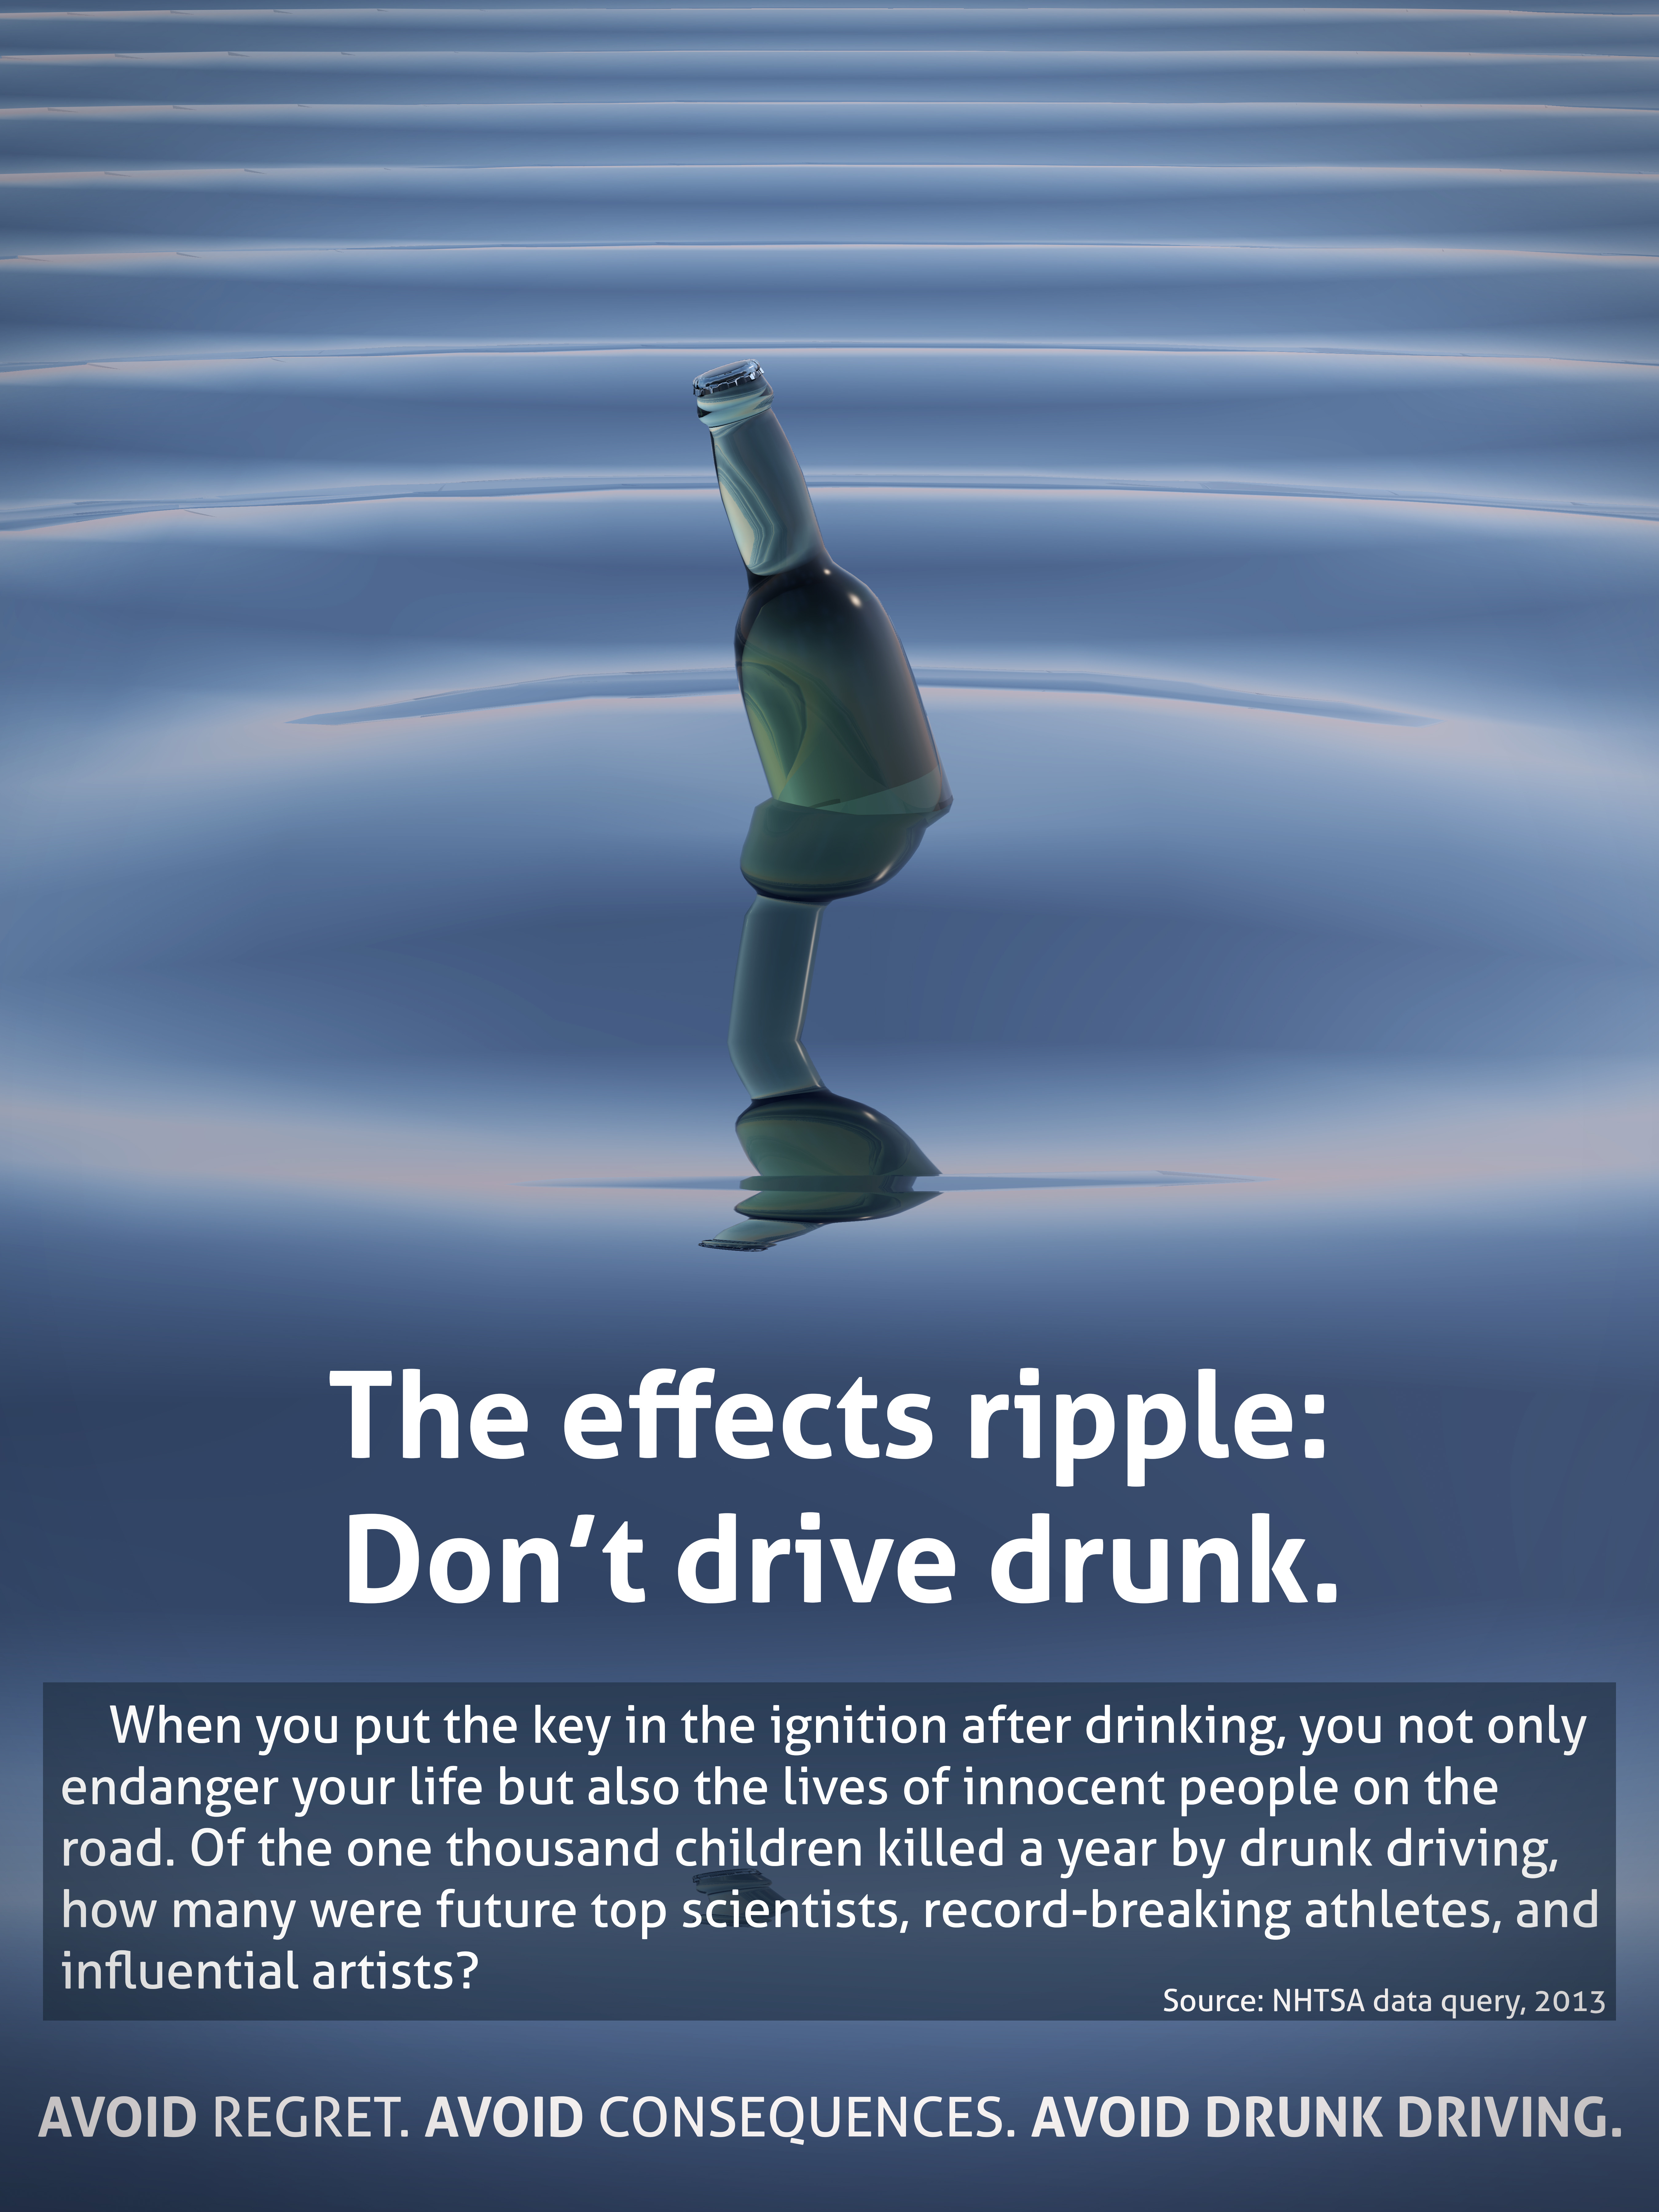 The effects ripple:
Don’t drive drunk.
When you put the key in the ignition after drinking, you not only
endanger your life but also the lives of innocent people on the
road. Of the one thousand children killed a year by drunk driving,
how many were future top scientists, record-breaking athletes, and
influential artists?
Source: NHTSA data query, 2013
AVOID REGRET. AVOID CONSEQUENCES. AVOID DRUNK DRIVING.